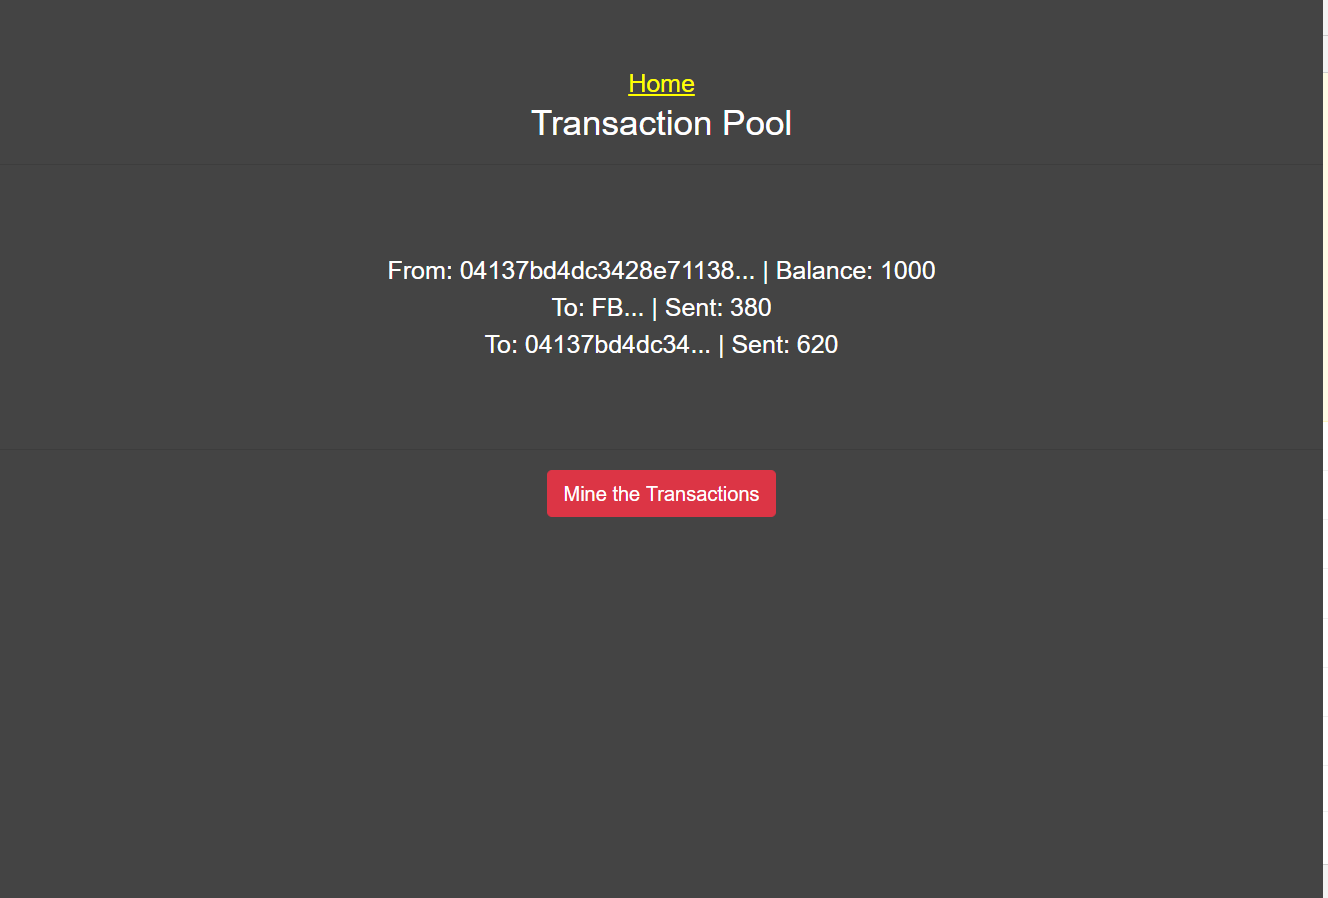 Home
Transaction Pool
From: 04137bd4dc3428e71138... | Balance: 1000
To: FB... | Sent: 380
To: 04137bd4dc34... | Sent: 620
Mine the Transactions